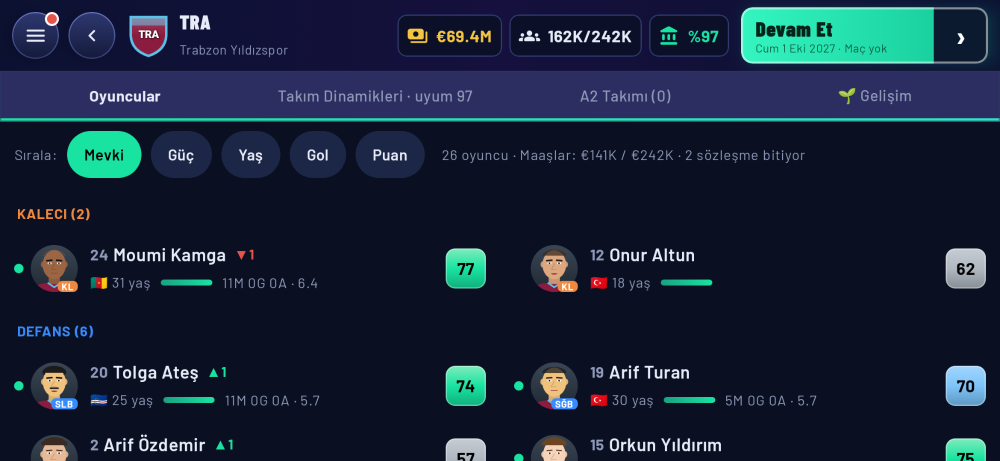 TRA
TRA
Trabzon Yıldızspor
€69.4M
162K/242K
%97
Devam Et
Cum 1 Eki 2027 · Maç yok
Oyuncular
Takım Dinamikleri · uyum 97
A2 Takımı (0)
Gelişim
Sırala:
Mevki
Güç
Yaş
Gol
Puan
26 oyuncu · Maaşlar: €141K / €242K · 2 sözleşme bitiyor
KALECI (2)
24 Moumi Kamga ▼1
KL
31 yaş
11M 0G 0A · 6.4
77
12 Onur Altun
KL
18 yaş
62
DEFANS (6)
20 Tolga Ateş ▲1
SLB
25 yaş
11M 0G 0A · 5.7
74
19 Arif Turan
SĞB
30 yaş
5M 0G 0A · 5.7
70
2 Arif Özdemir ▲1
57
15 Orkun Yıldırım
75